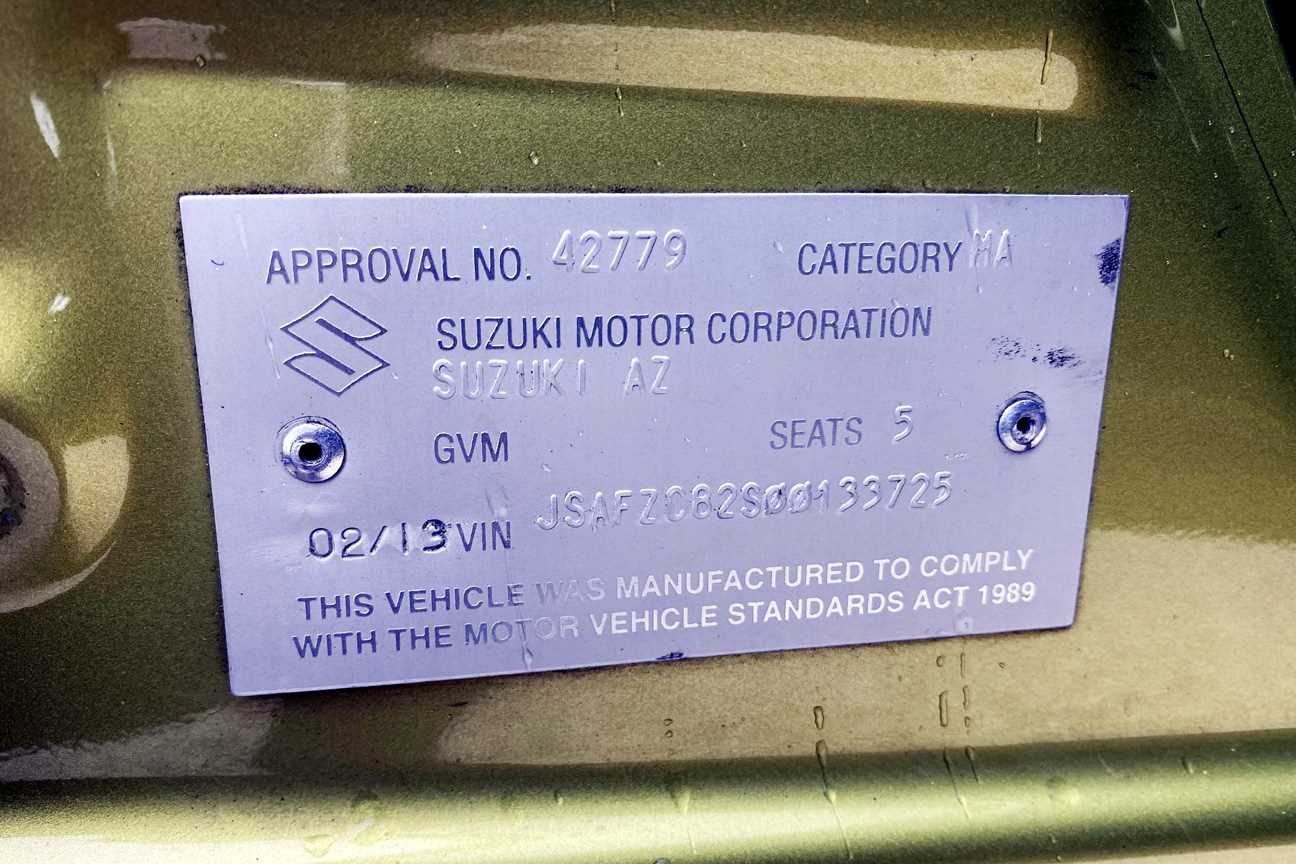 APPROVAL NO. 42779 CATEGORY MA
SUZUKI MOTOR CORPORATION
SUZUKI AZ
GVM SEATS 5
02/13 VIN JSAFZC82S00133725
THIS VEHICLE WAS MANUFACTURED TO COMPLY
WITH THE MOTOR VEHICLE STANDARDS ACT 1989